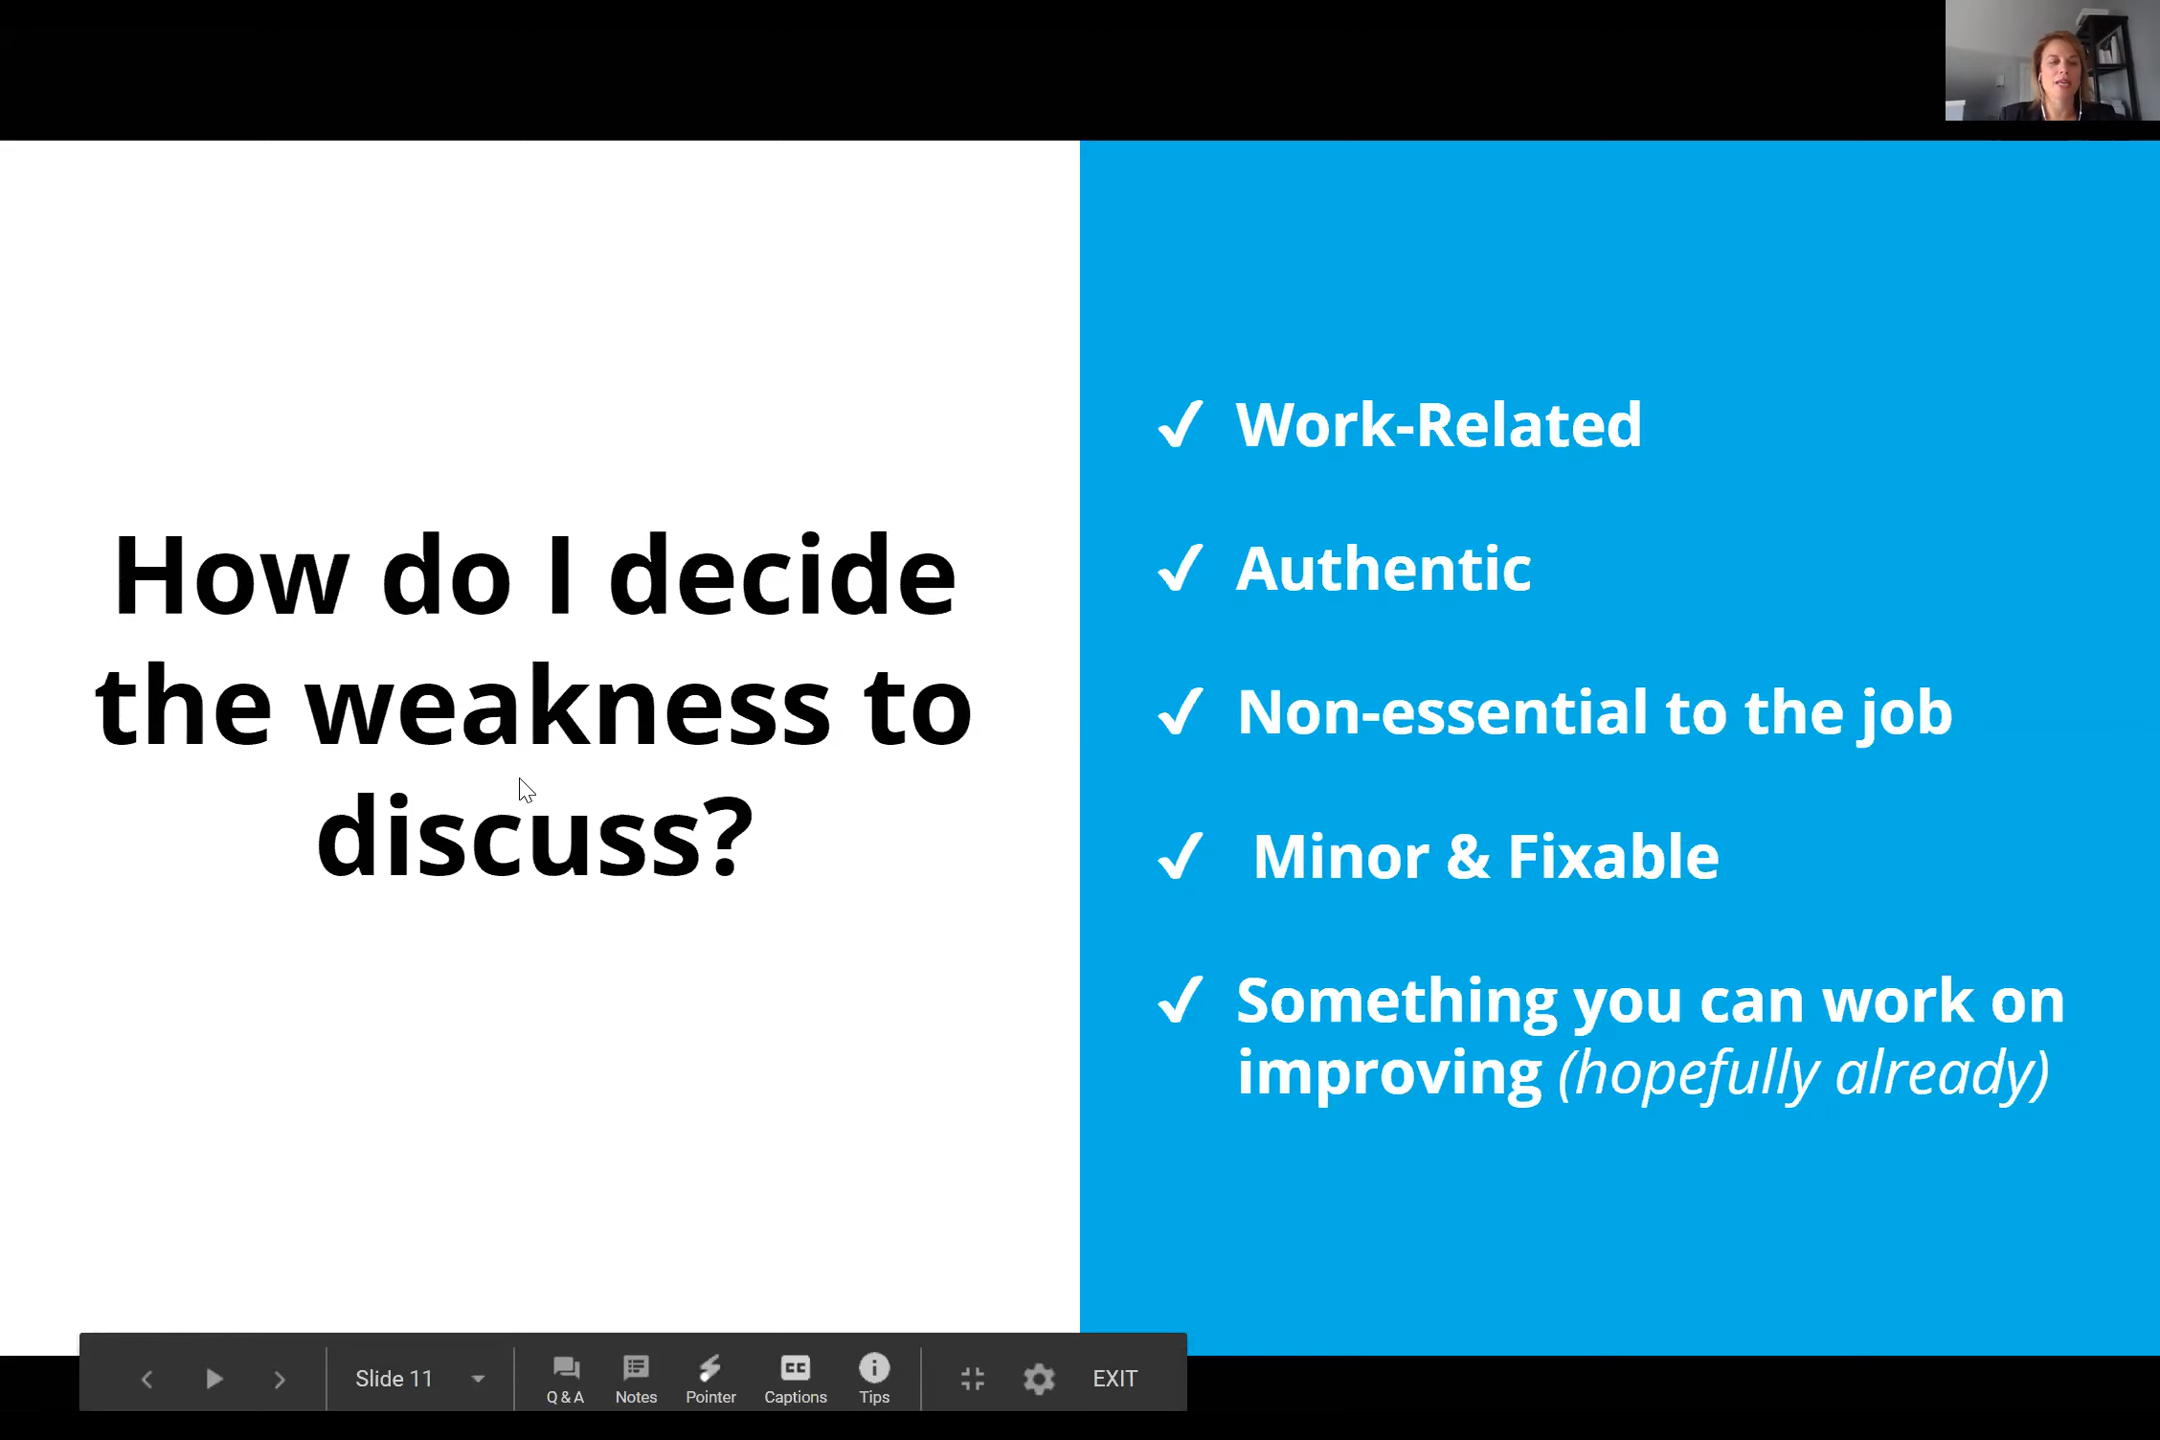 How do I decide
the weakness to
discuss?
✓ Work-Related
✓ Authentic
✓ Non-essential to the job
✓ Minor & Fixable
✓ Something you can work on
improving (hopefully already)
Slide 11
Q & A
Notes
Pointer
CC
Captions
Tips
EXIT